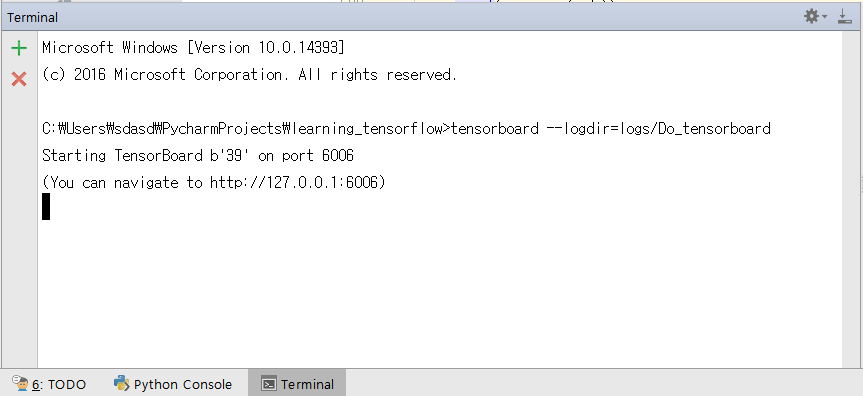 Terminal
Microsoft Windows [Version 10.0.14393]
(c) 2016 Microsoft Corporation. All rights reserved.
C:₩Users₩sdasd₩PycharmProjects₩learning_tensorflow>tensorboard --logdir=logs/Do_tensorboard
Starting TensorBoard b'39' on port 6006
(You can navigate to http://127.0.0.1:6006)
6: TODO Python Console Terminal